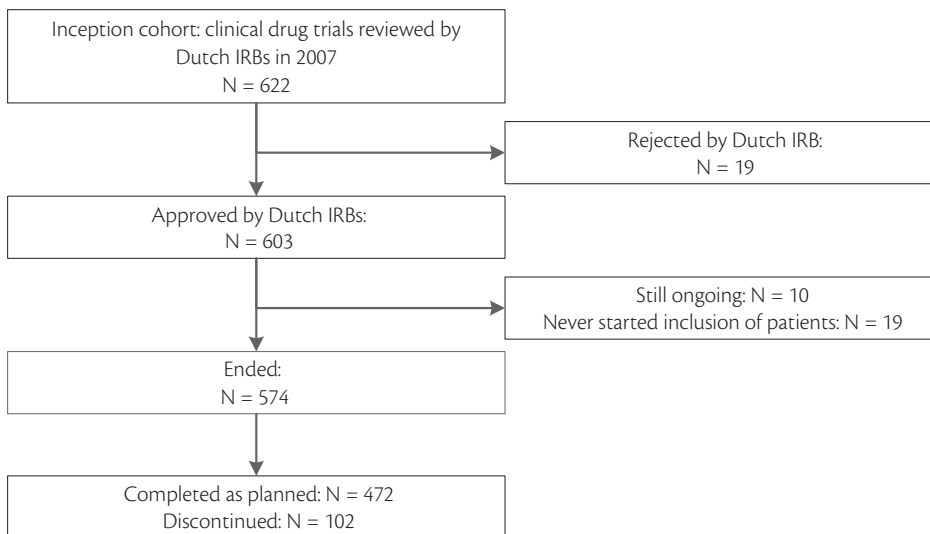 Inception cohort: clinical drug trials reviewed by
Dutch IRBs in 2007
N = 622
Rejected by Dutch IRB:
N = 19
Approved by Dutch IRBs:
N = 603
Still ongoing: N = 10
Never started inclusion of patients: N = 19
Ended:
N = 574
Completed as planned: N = 472
Discontinued: N = 102